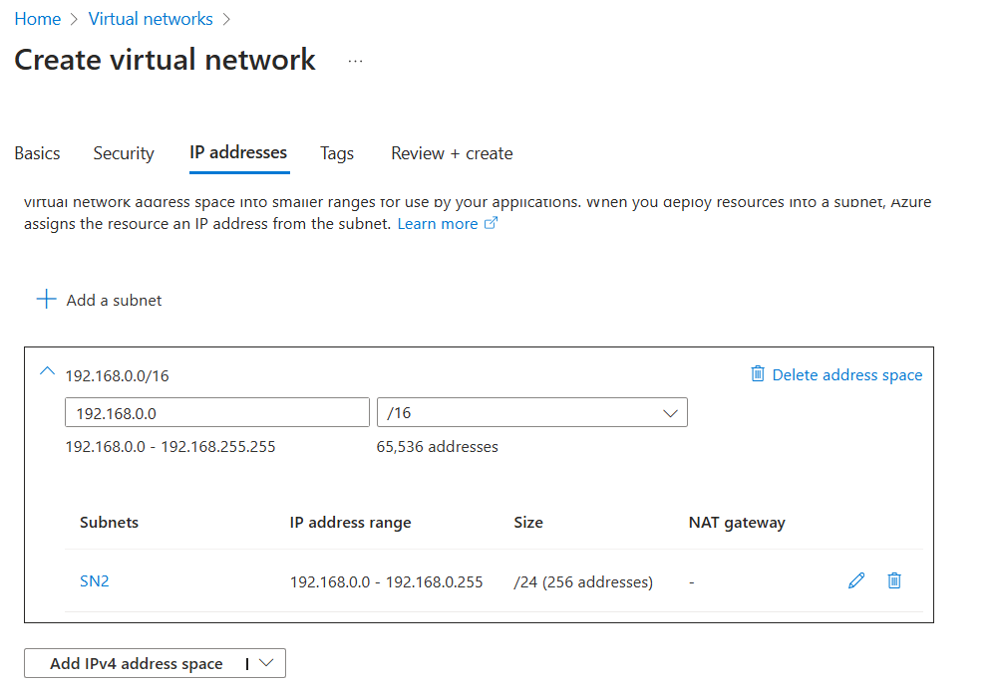 Home > Virtual networks >
Create virtual network ...
Basics Security IP addresses Tags Review + create
virtual network address space into smaller ranges for use by your applications. When you deploy resources into a subnet, Azure
assigns the resource an IP address from the subnet. Learn more
+ Add a subnet
192.168.0.0/16 Delete address space
192.168.0.0 /16
192.168.0.0 - 192.168.255.255 65,536 addresses
Subnets IP address range Size NAT gateway
SN2 192.168.0.0 - 192.168.0.255 /24 (256 addresses) -
Add IPv4 address space |